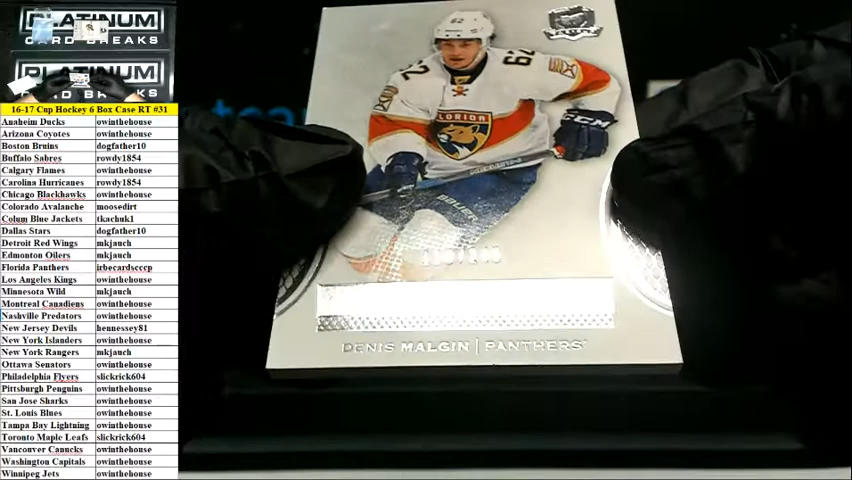 PLATINUM
CARD BREAKS
PLATINUM
16-17 Cup Hockey 6 Box Case RT #31
Anaheim Ducks owinthehouse
Arizona Coyotes owinthehouse
Boston Bruins dogfather10
Buffalo Sabres rowdy1854
Calgary Flames owinthehouse
Carolina Hurricanes rowdy1854
Chicago Blackhawks owinthehouse
Colorado Avalanche moosedirt
Colum Blue Jackets tkachuk1
Dallas Stars dogfather10
Detroit Red Wings mkjauch
Edmonton Oilers mkjauch
Florida Panthers irbecardscccp
Los Angeles Kings owinthehouse
Minnesota Wild mkjauch
Montreal Canadiens owinthehouse
Nashville Predators owinthehouse
New Jersey Devils hennessey81
New York Islanders owinthehouse
New York Rangers mkjauch
Ottawa Senators owinthehouse
Philadelphia Flyers slickrick604
Pittsburgh Penguins owinthehouse
San Jose Sharks owinthehouse
St. Louis Blues owinthehouse
Tampa Bay Lightning owinthehouse
Toronto Maple Leafs slickrick604
Vancouver Canucks owinthehouse
Washington Capitals owinthehouse
Winnipeg Jets owinthehouse
62
62
FLORIDA
CCM
BAUER
DENIS MALGIN | PANTHERS